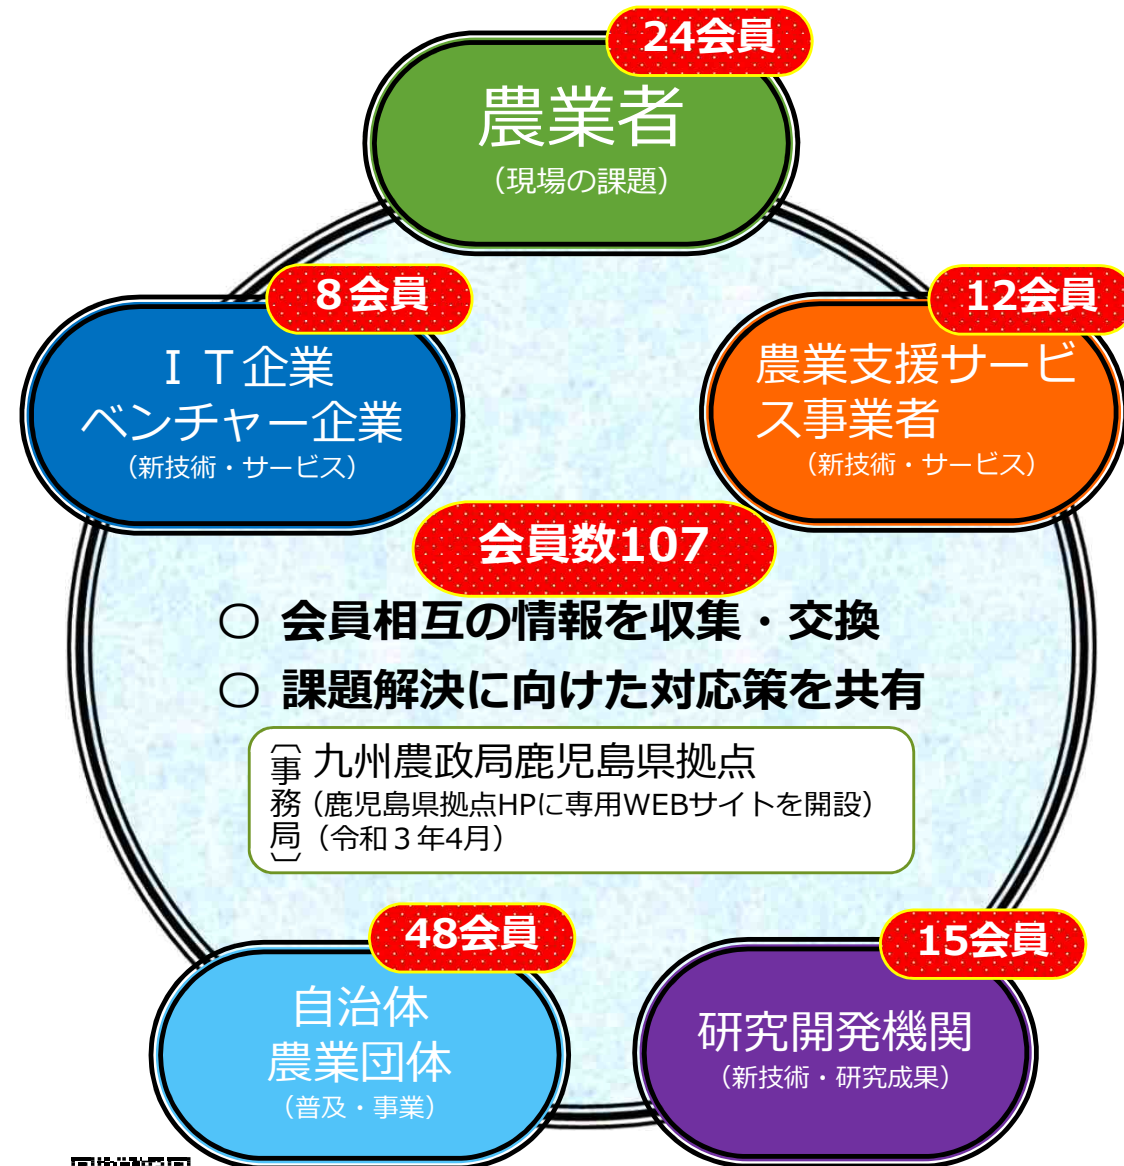 24会員
農業者
（現場の課題）
８会員
ＩＴ企業
ベンチャー企業
（新技術・サービス）
12会員
農業支援サービ
ス事業者
（新技術・サービス）
会員数107
○ 会員相互の情報を収集・交換
○ 課題解決に向けた対応策を共有
〔事務局〕
九州農政局鹿児島県拠点
（鹿児島県拠点HPに専用WEBサイトを開設）
（令和３年4月）
48会員
自治体
農業団体
（普及・事業）
15会員
研究開発機関
（新技術・研究成果）